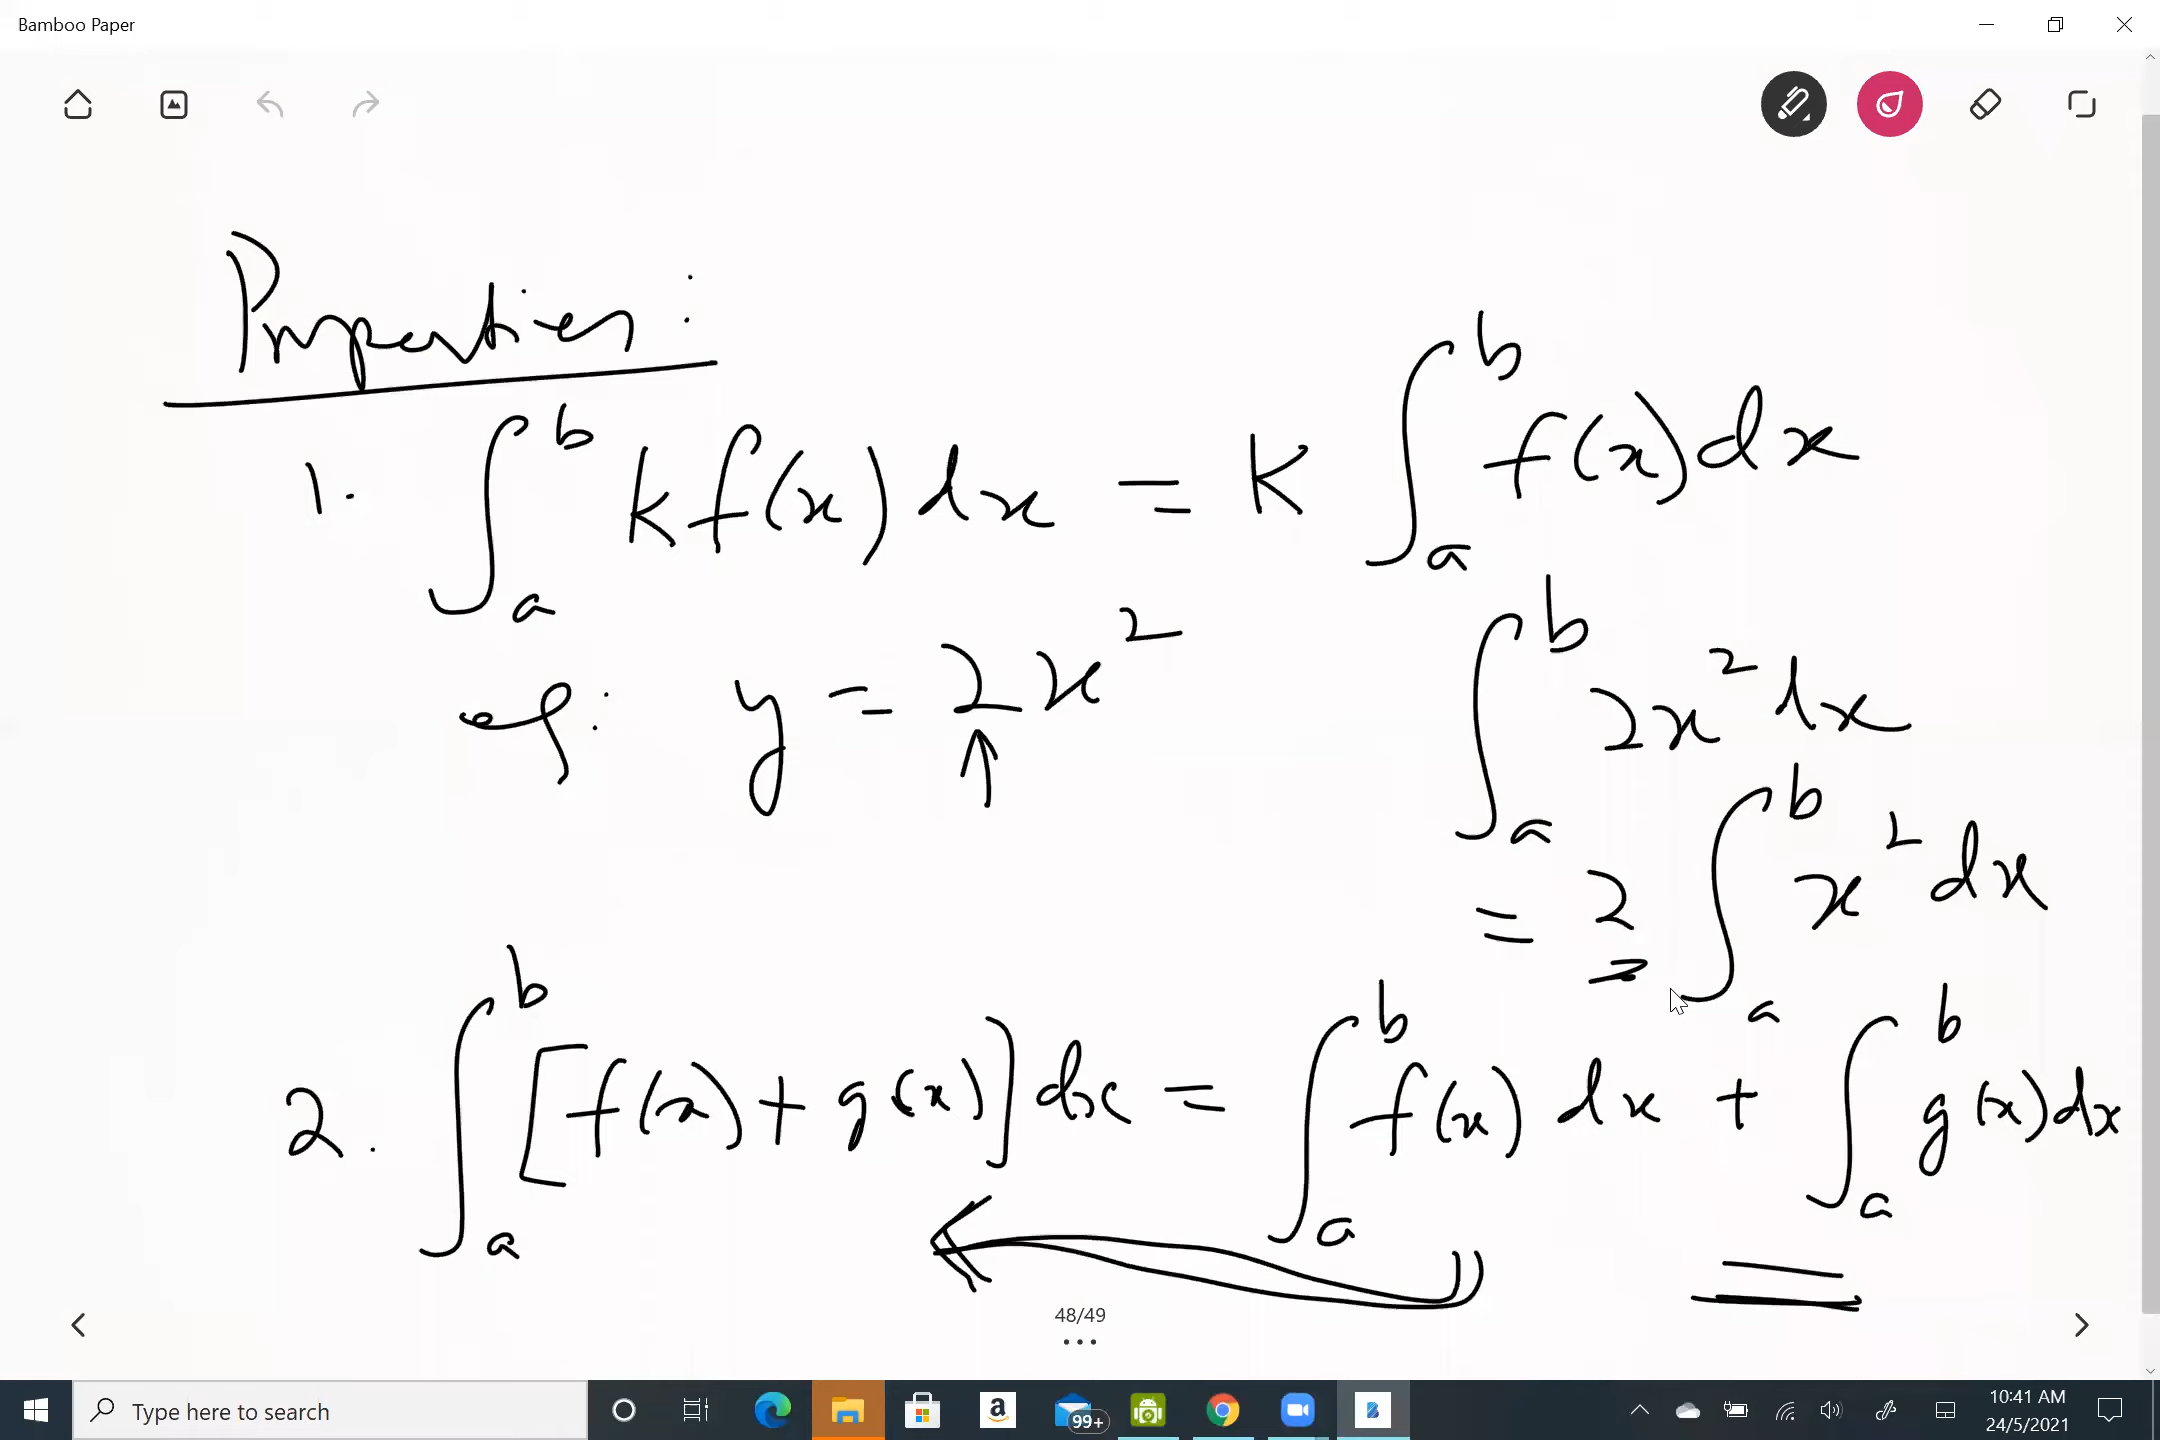 Bamboo Paper
Properties:
1. ∫_a^b k f(x) dx = K ∫_a^b f(x) dx
eg: y = 2x²
∫_a^b 2x² dx
= 2 ∫_a^b x² dx
2. ∫_a^b [f(x) + g(x)] dx = ∫_a^b f(x) dx + ∫_a^b g(x) dx
48/49
Type here to search
99+
10:41 AM
24/5/2021